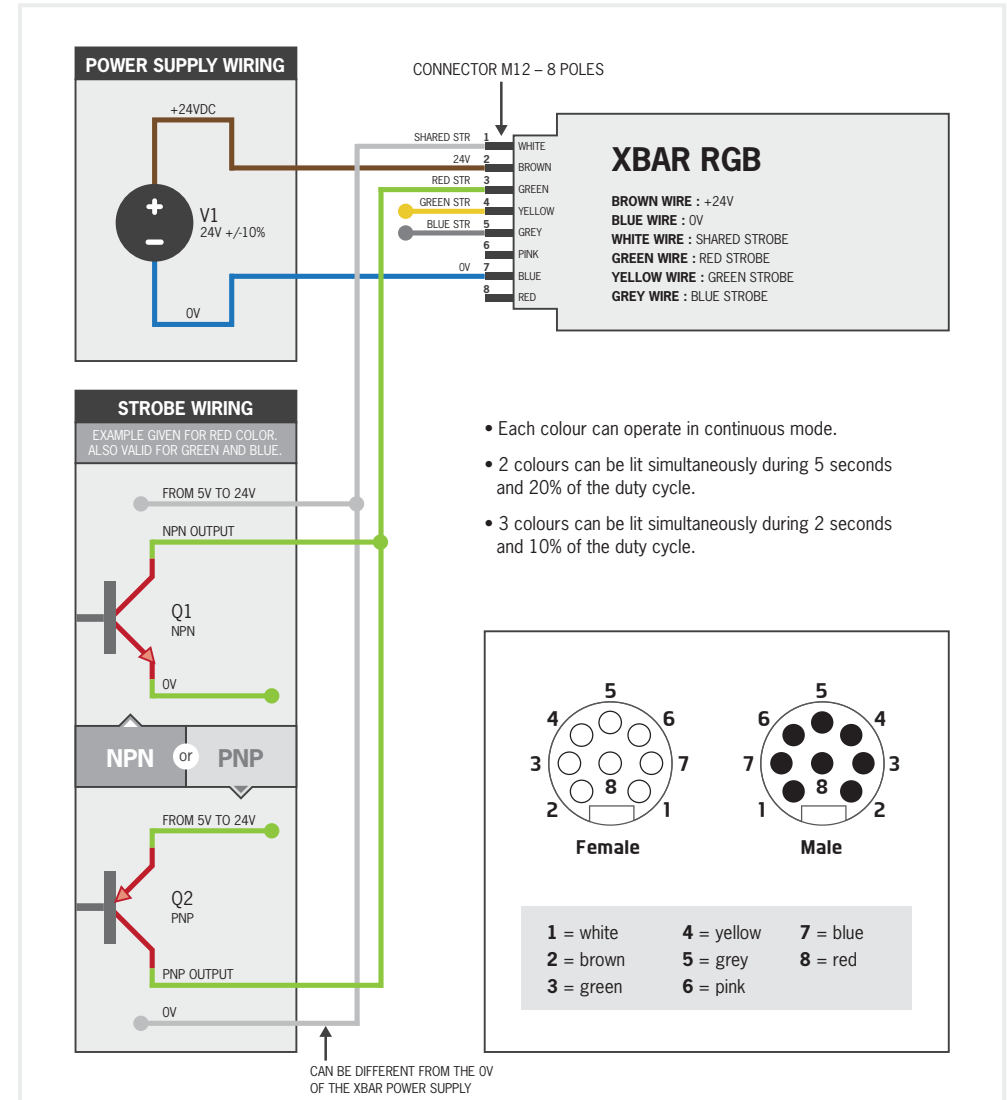 POWER SUPPLY WIRING
+24VDC
V1
24V +/-10%
0V
CONNECTOR M12 – 8 POLES
SHARED STR 1 WHITE
24V 2 BROWN
RED STR 3 GREEN
GREEN STR 4 YELLOW
BLUE STR 5 GREY
6 PINK
0V 7 BLUE
8 RED
XBAR RGB
BROWN WIRE : +24V
BLUE WIRE : 0V
WHITE WIRE : SHARED STROBE
GREEN WIRE : RED STROBE
YELLOW WIRE : GREEN STROBE
GREY WIRE : BLUE STROBE
STROBE WIRING
EXAMPLE GIVEN FOR RED COLOR.
ALSO VALID FOR GREEN AND BLUE.
FROM 5V TO 24V
NPN OUTPUT
Q1
NPN
0V
NPN or PNP
FROM 5V TO 24V
Q2
PNP
PNP OUTPUT
0V
CAN BE DIFFERENT FROM THE 0V
OF THE XBAR POWER SUPPLY
• Each colour can operate in continuous mode.
• 2 colours can be lit simultaneously during 5 seconds
and 20% of the duty cycle.
• 3 colours can be lit simultaneously during 2 seconds
and 10% of the duty cycle.
5
4 6
3 7
8
2 1
Female
5
6 4
7 3
8
1 2
Male
1 = white 4 = yellow 7 = blue
2 = brown 5 = grey 8 = red
3 = green 6 = pink